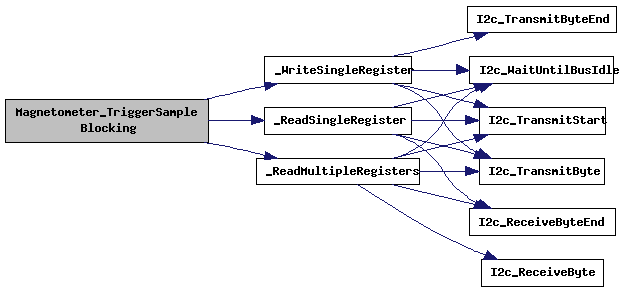 Magnetometer_TriggerSample
Blocking
_WriteSingleRegister
_ReadSingleRegister
_ReadMultipleRegisters
I2c_TransmitByteEnd
I2c_WaitUntilBusIdle
I2c_TransmitStart
I2c_TransmitByte
I2c_ReceiveByteEnd
I2c_ReceiveByte